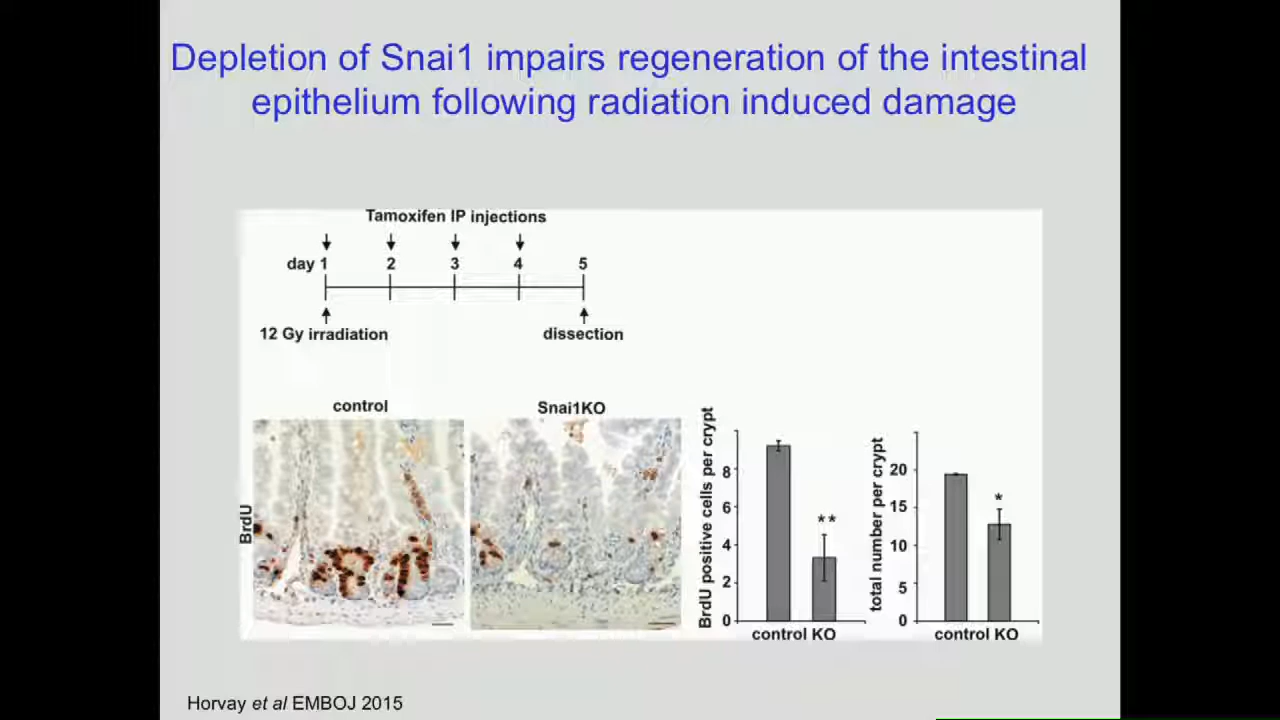 Depletion of Snai1 impairs regeneration of the intestinal
epithelium following radiation induced damage
Tamoxifen IP injections
day 1 2 3 4 5
12 Gy irradiation dissection
control Snai1KO
BrdU
BrdU positive cells per crypt
8
6
4
2
0
**
control KO
total number per crypt
20
15
10
5
0
*
control KO
Horvay et al EMBOJ 2015